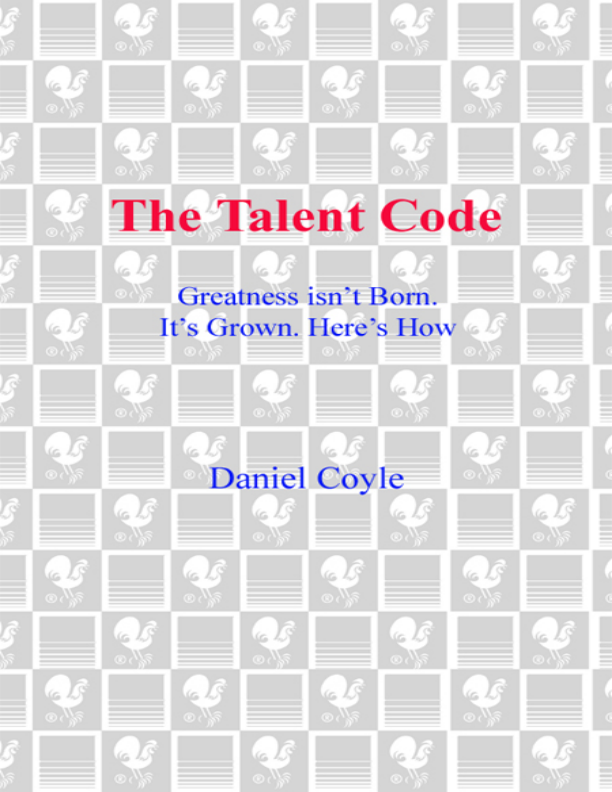 The Talent Code
Greatness isn’t Born.
It’s Grown. Here’s How
Daniel Coyle